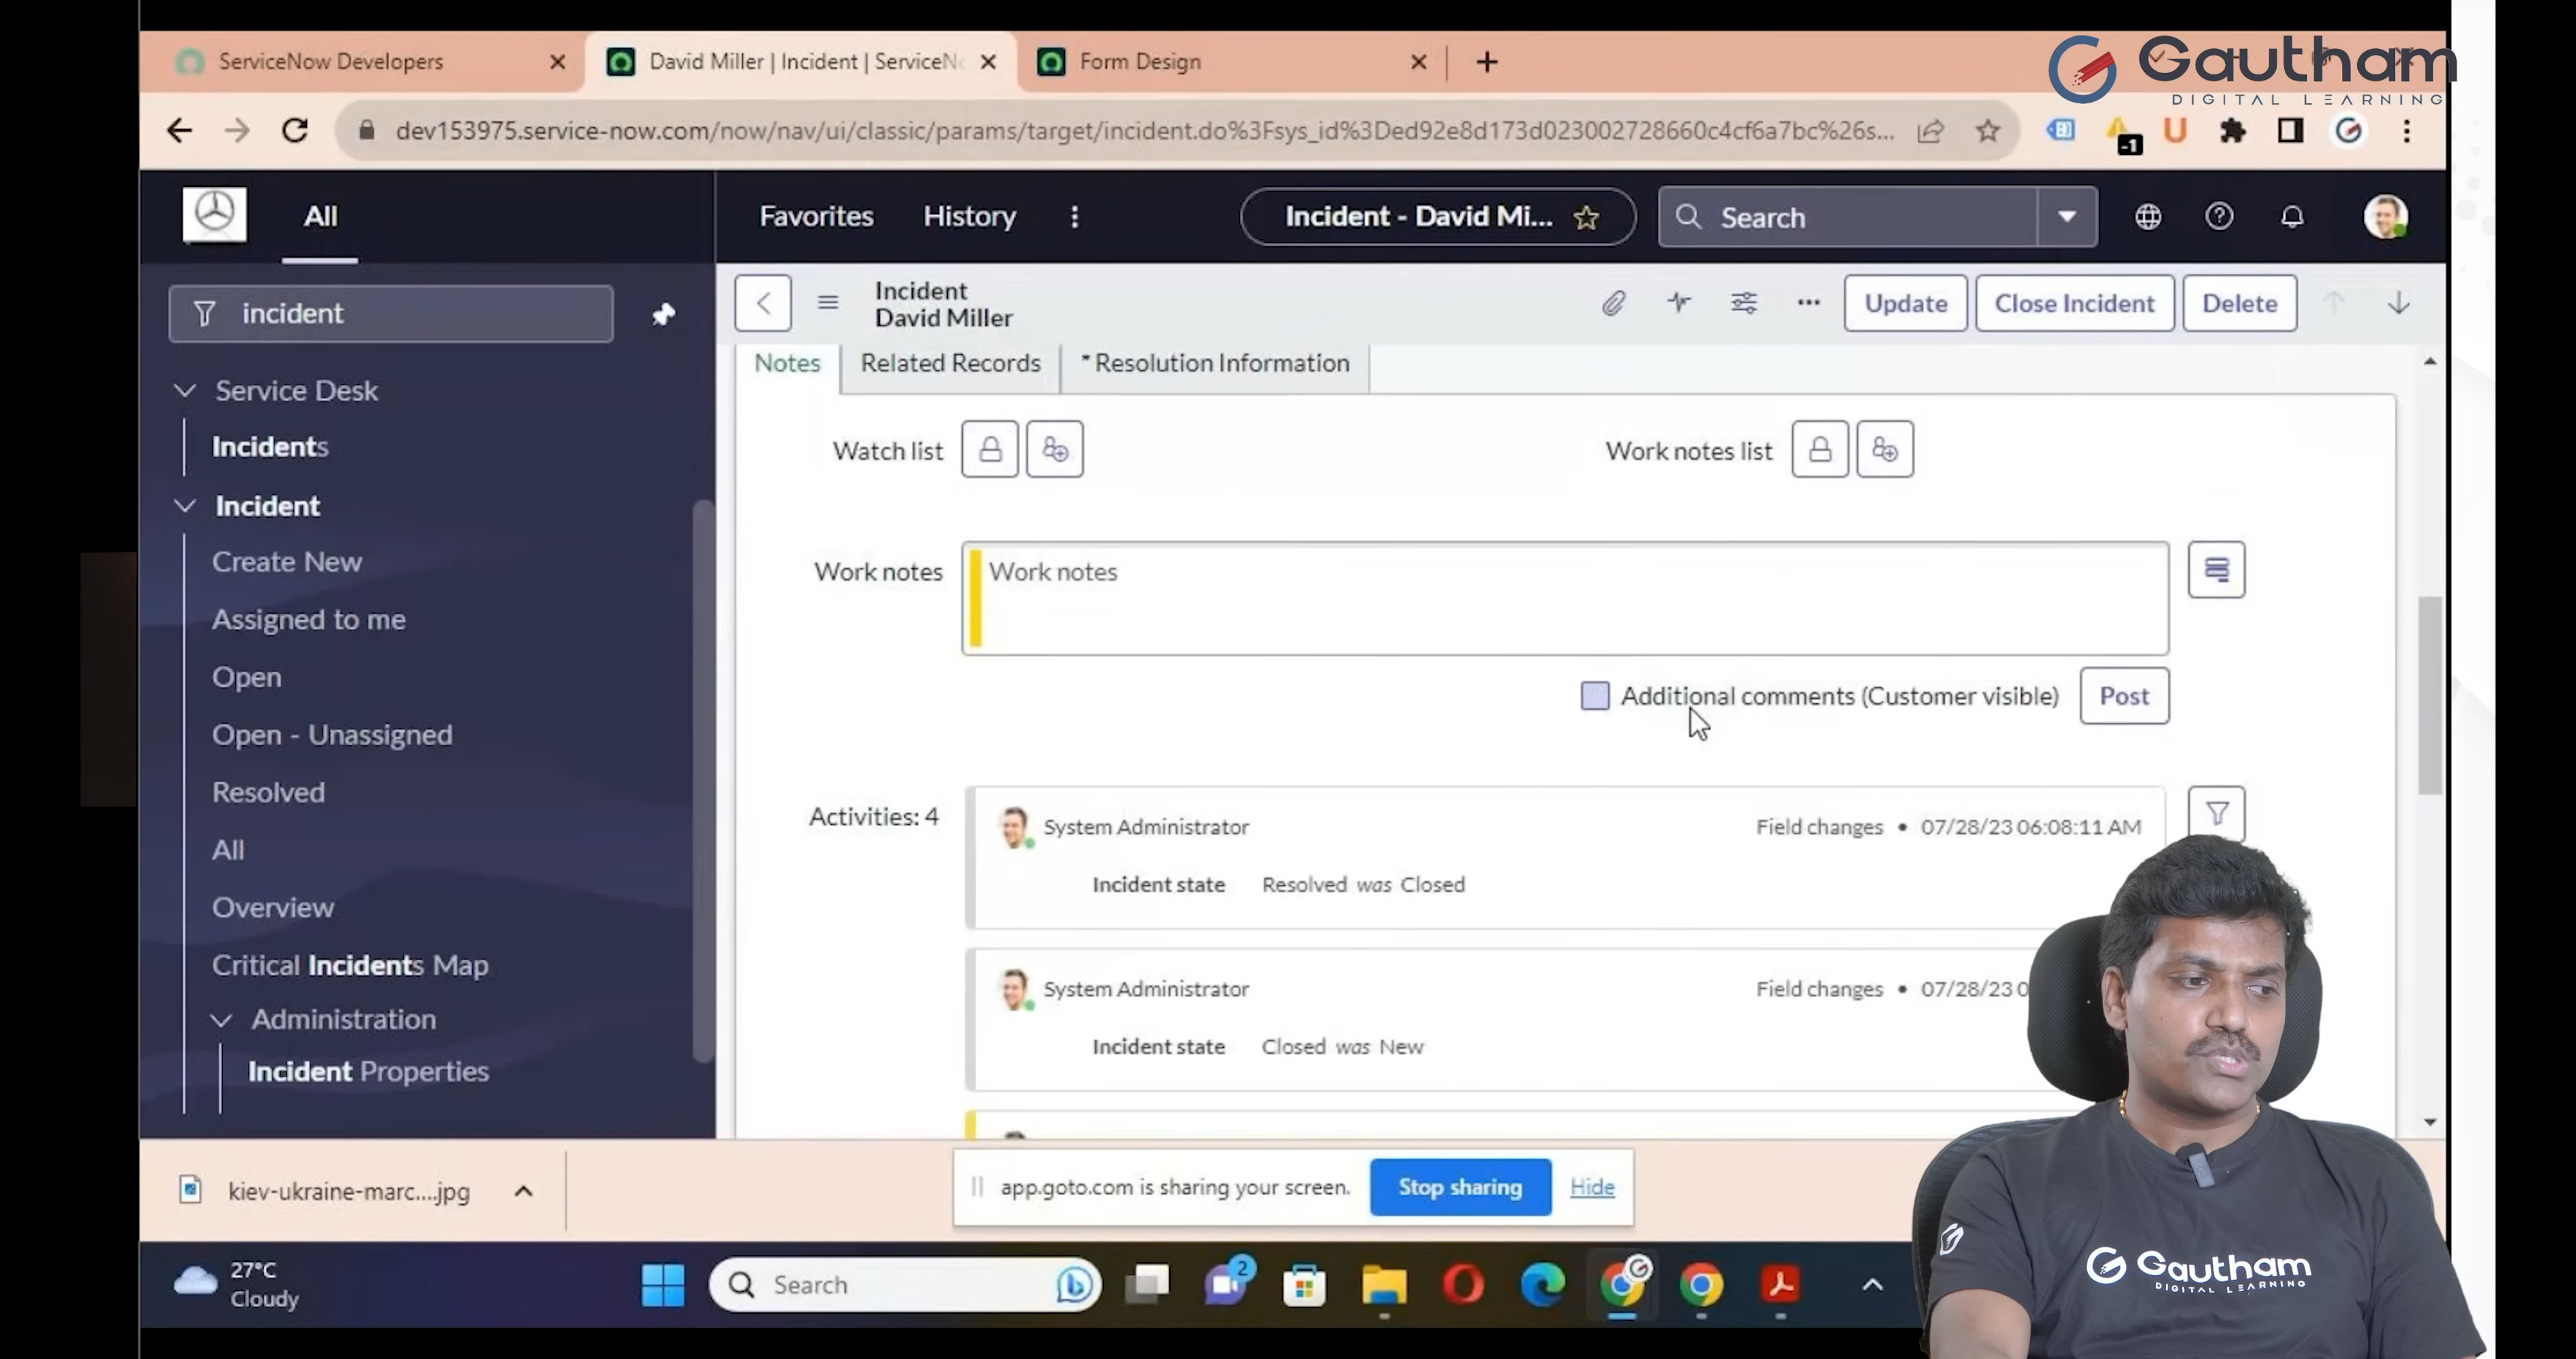 ServiceNow Developers
David Miller | Incident | ServiceN
Form Design
Gautham
DIGITAL LEARNING
dev153975.service-now.com/now/nav/ui/classic/params/target/incident.do%3Fsys_id%3Ded92e8d173d023002728660c4cf6a7bc%26s...
-1
All
Favorites
History
Incident - David Mi...
Search
incident
Incident
David Miller
Update
Close Incident
Delete
Service Desk
Incidents
Incident
Create New
Assigned to me
Open
Open - Unassigned
Resolved
All
Overview
Critical Incidents Map
Administration
Incident Properties
Notes
Related Records
* Resolution Information
Watch list
Work notes list
Work notes
Work notes
Additional comments (Customer visible)
Post
Activities: 4
System Administrator
Field changes • 07/28/23 06:08:11 AM
Incident state Resolved was Closed
System Administrator
Field changes • 07/28/23 0
Incident state Closed was New
kiev-ukraine-marc....jpg
app.goto.com is sharing your screen.
Stop sharing
Hide
27°C
Cloudy
Search
2
Gautham
DIGITAL LEARNING